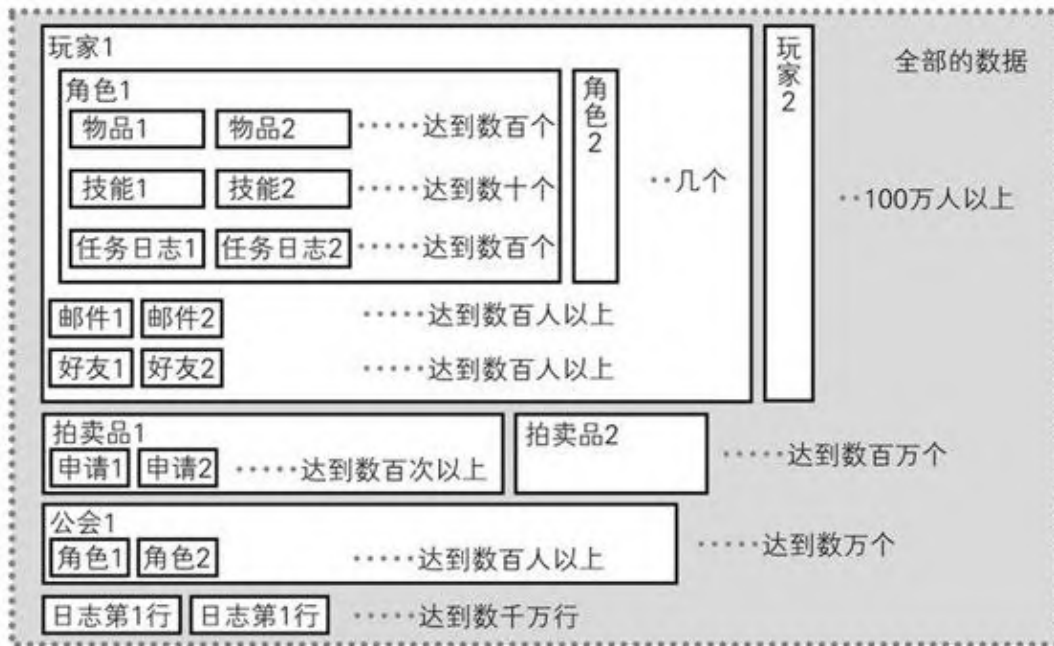 玩家1
玩家2
全部的数据
角色1
角色2
物品1 物品2 ·····达到数百个
技能1 技能2 ·····达到数十个
··几个
··100万人以上
任务日志1 任务日志2 ·····达到数百个
邮件1 邮件2 ·····达到数百人以上
好友1 好友2 ·····达到数百人以上
拍卖品1
拍卖品2
申请1 申请2 ·····达到数百次以上
·····达到数百万个
公会1
角色1 角色2 ·····达到数百人以上
·····达到数万个
日志第1行 日志第1行 ·····达到数千万行